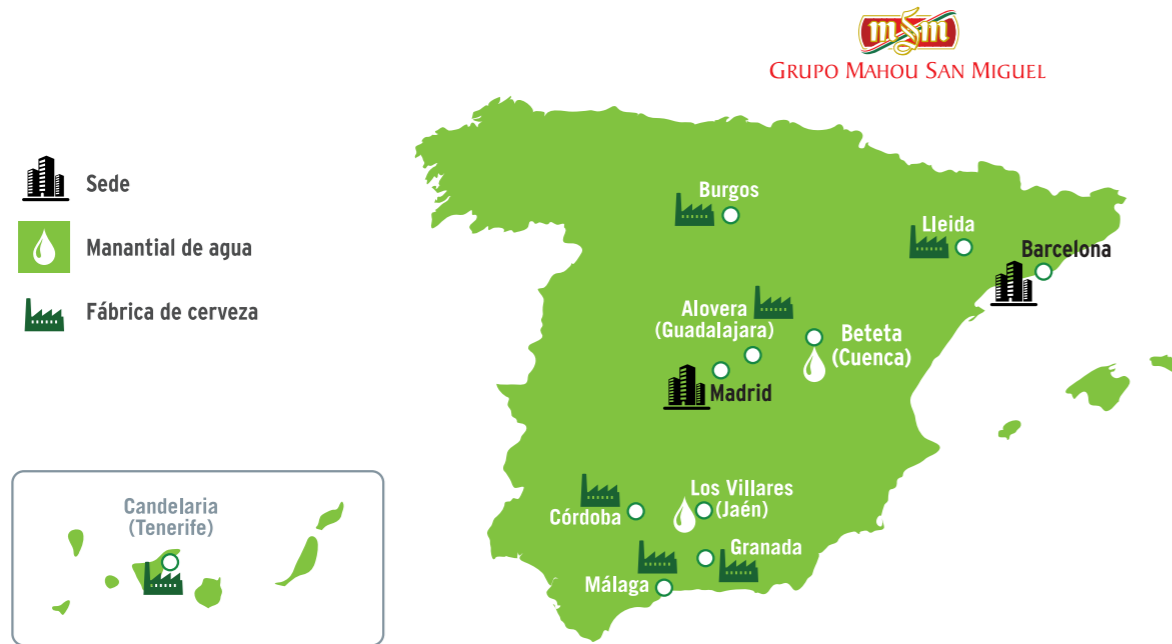 msm
GRUPO MAHOU SAN MIGUEL
Sede
Manantial de agua
Fábrica de cerveza
Burgos
Lleida
Barcelona
Alovera
(Guadalajara)
Beteta
(Cuenca)
Madrid
Córdoba
Los Villares
(Jaén)
Granada
Málaga
Candelaria
(Tenerife)